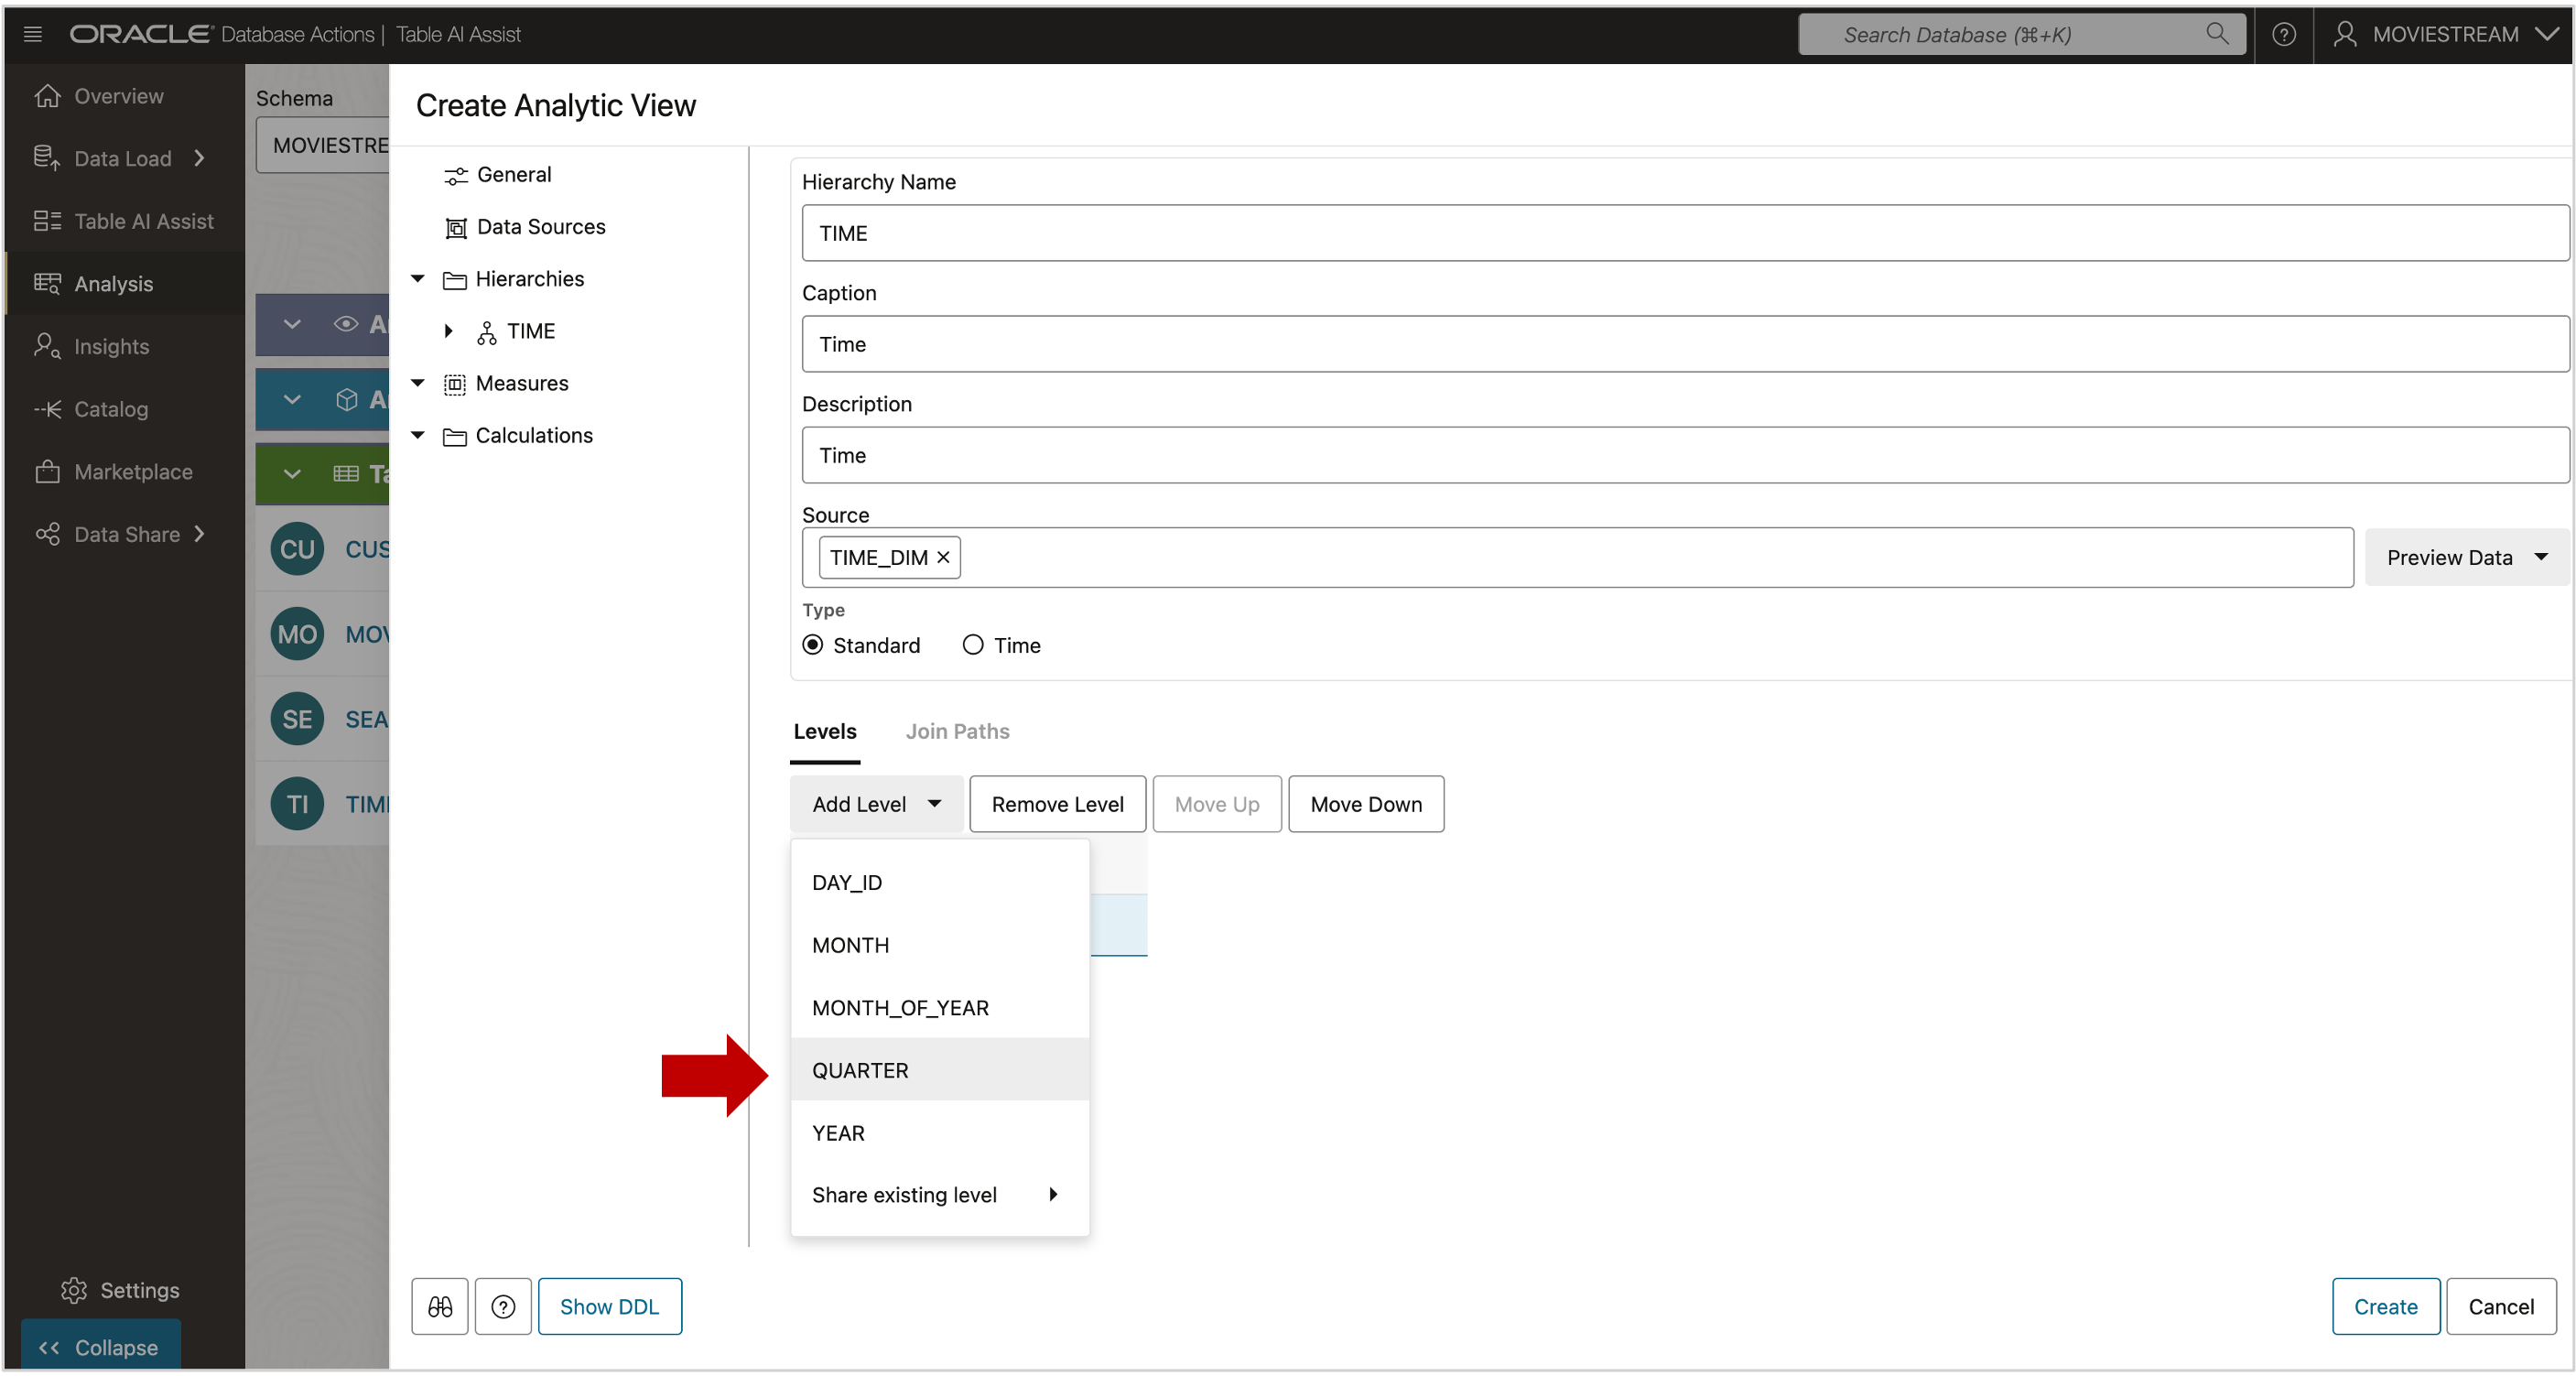 ORACLE Database Actions | Table AI Assist
Search Database (⌘+K)
MOVIESTREAM
Overview
Data Load
Table AI Assist
Analysis
Insights
Catalog
Marketplace
Data Share
Settings
Collapse
Schema
MOVIESTRE
CU CUS
MO MOV
SE SEA
TI TIM
Create Analytic View
General
Data Sources
Hierarchies
TIME
Measures
Calculations
Hierarchy Name
TIME
Caption
Time
Description
Time
Source
TIME_DIM
Preview Data
Type
Standard Time
Levels Join Paths
Add Level Remove Level Move Up Move Down
DAY_ID
MONTH
MONTH_OF_YEAR
QUARTER
YEAR
Share existing level
Show DDL
Create Cancel